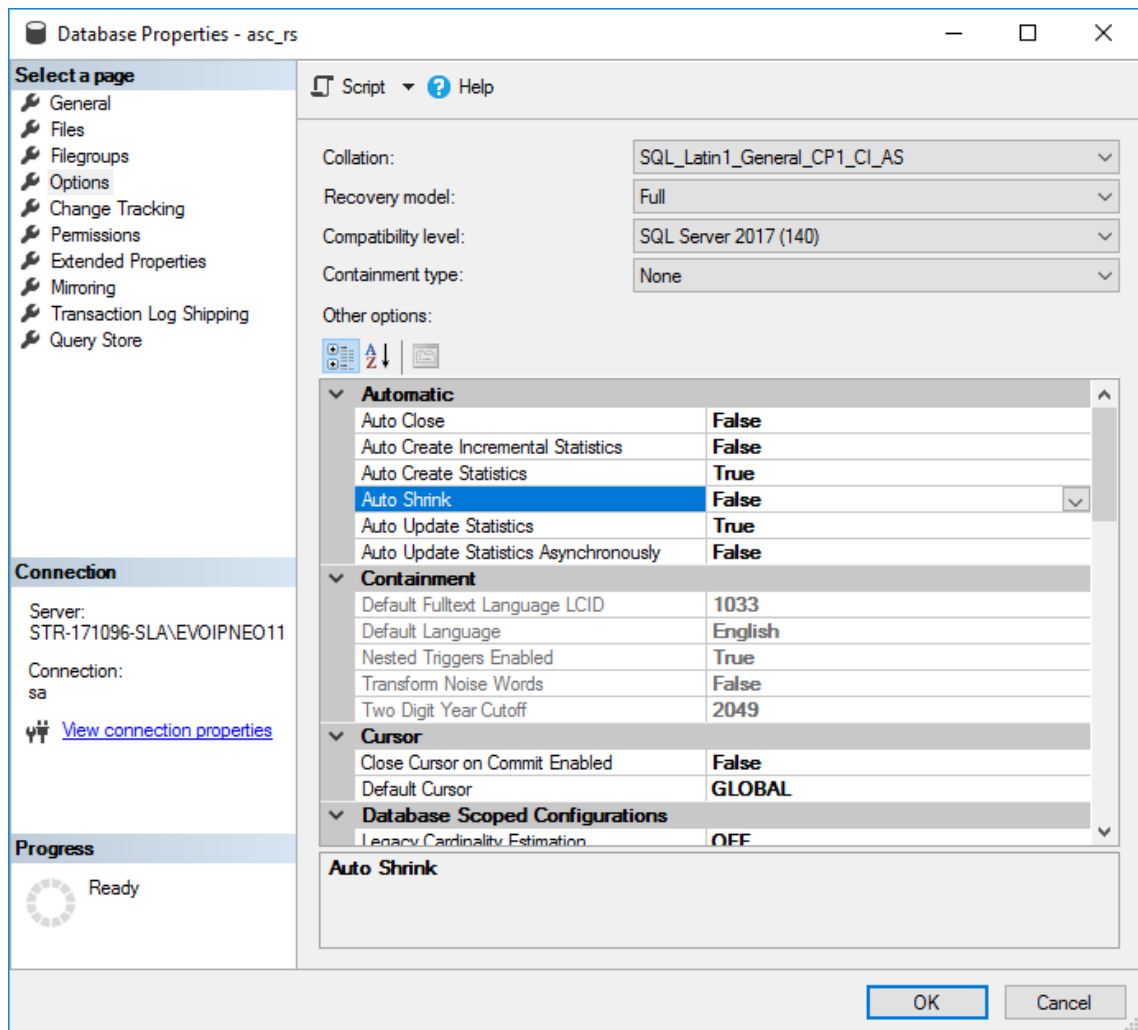 Database Properties - asc_rs
Select a page
General
Files
Filegroups
Options
Change Tracking
Permissions
Extended Properties
Mirroring
Transaction Log Shipping
Query Store
Connection
Server:
STR-171096-SLA\EVOIPNEO11
Connection:
sa
View connection properties
Progress
Ready
Script ? Help
Collation: SQL_Latin1_General_CP1_CI_AS
Recovery model: Full
Compatibility level: SQL Server 2017 (140)
Containment type: None
Other options:
A
Z
Automatic
Auto Close False
Auto Create Incremental Statistics False
Auto Create Statistics True
Auto Shrink False
Auto Update Statistics True
Auto Update Statistics Asynchronously False
Containment
Default Fulltext Language LCID 1033
Default Language English
Nested Triggers Enabled True
Transform Noise Words False
Two Digit Year Cutoff 2049
Cursor
Close Cursor on Commit Enabled False
Default Cursor GLOBAL
Database Scoped Configurations
Legacy Cardinality Estimation OFF
Auto Shrink
OK Cancel